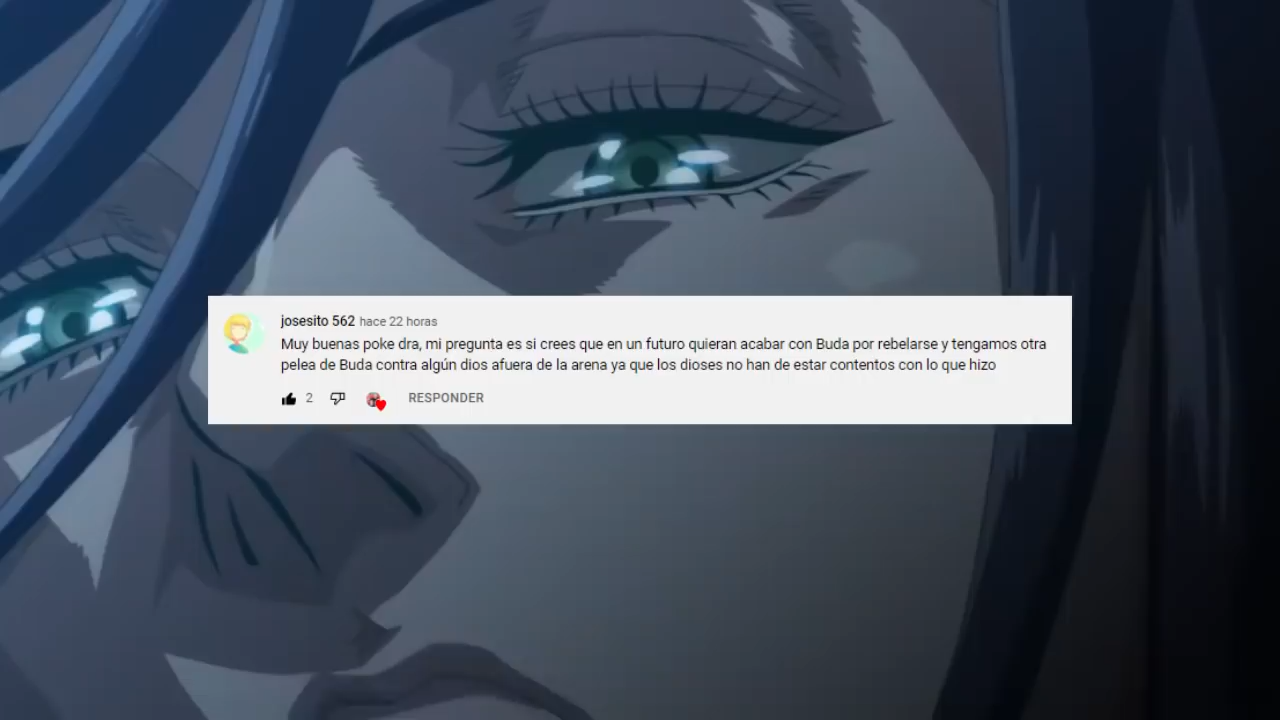 josesito 562 hace 22 horas
Muy buenas poke dra, mi pregunta es si crees que en un futuro quieran acabar con Buda por rebelarse y tengamos otra
pelea de Buda contra algún dios afuera de la arena ya que los dioses no han de estar contentos con lo que hizo
2 RESPONDER